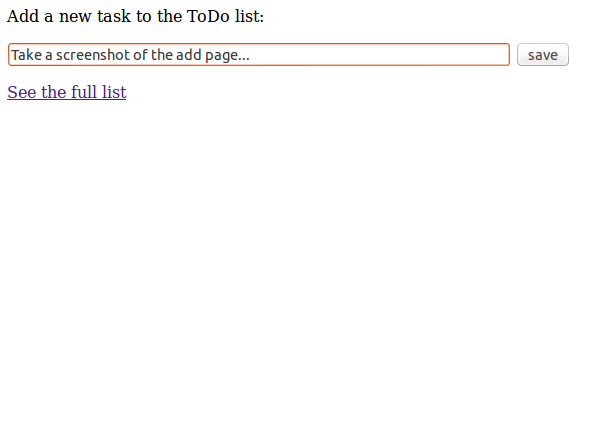 Add a new task to the ToDo list:
Take a screenshot of the add page... save
See the full list